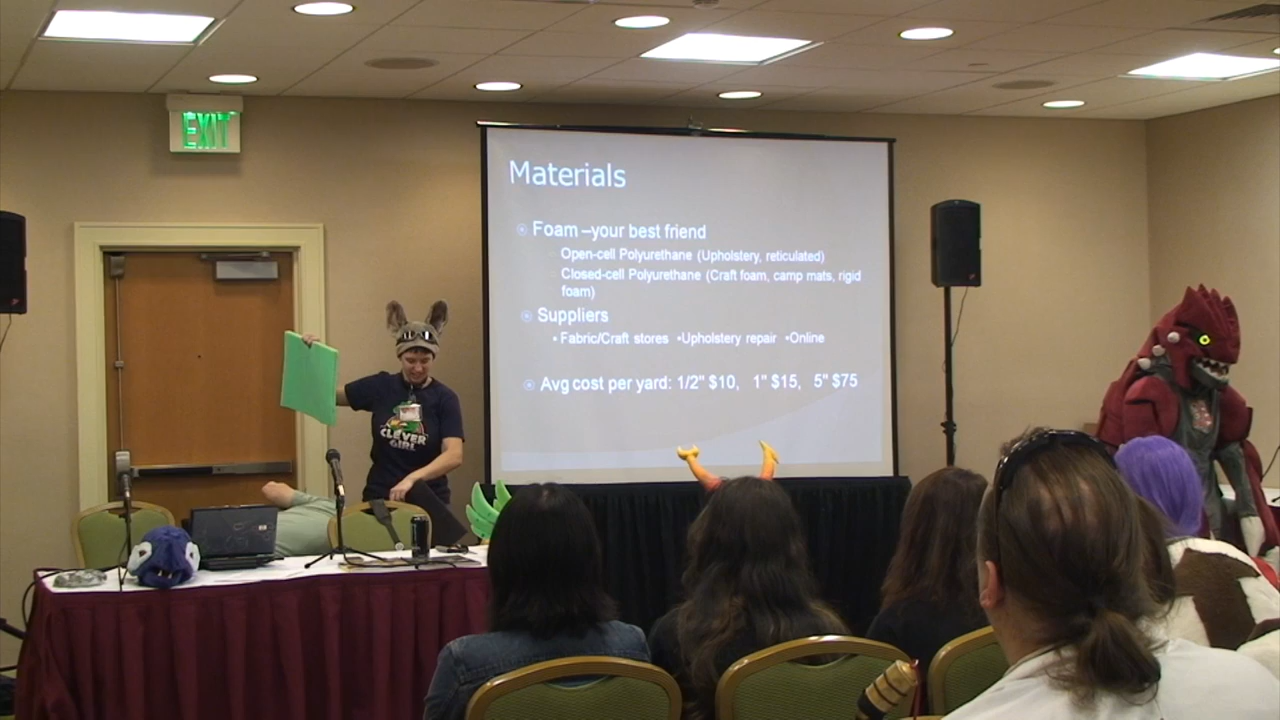 EXIT
Materials
Foam –your best friend
Open-cell Polyurethane (Upholstery, reticulated)
Closed-cell Polyurethane (Craft foam, camp mats, rigid
foam)
Suppliers
• Fabric/Craft stores •Upholstery repair •Online
Avg cost per yard: 1/2" $10, 1" $15, 5" $75
CLEVER
GIRL